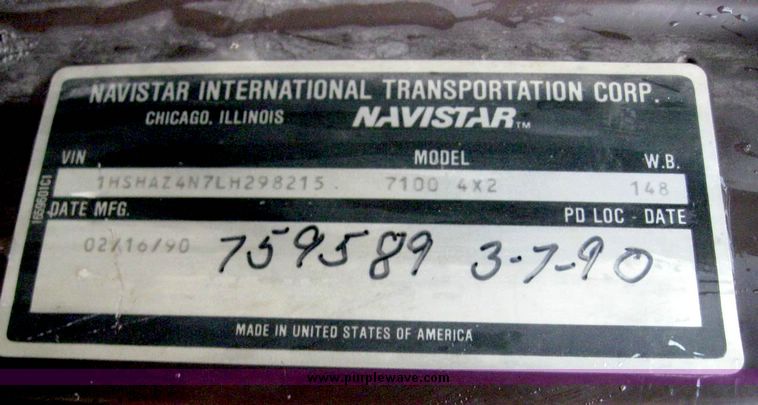 NAVISTAR INTERNATIONAL TRANSPORTATION CORP.
CHICAGO, ILLINOIS NAVISTAR™
VIN MODEL W.B.
1HSHAZ4N7LH298215. 7100 4X2 148
1659601C1
DATE MFG. PD LOC - DATE
02/16/90 759589 3-7-90
MADE IN UNITED STATES OF AMERICA
www.purplewave.com